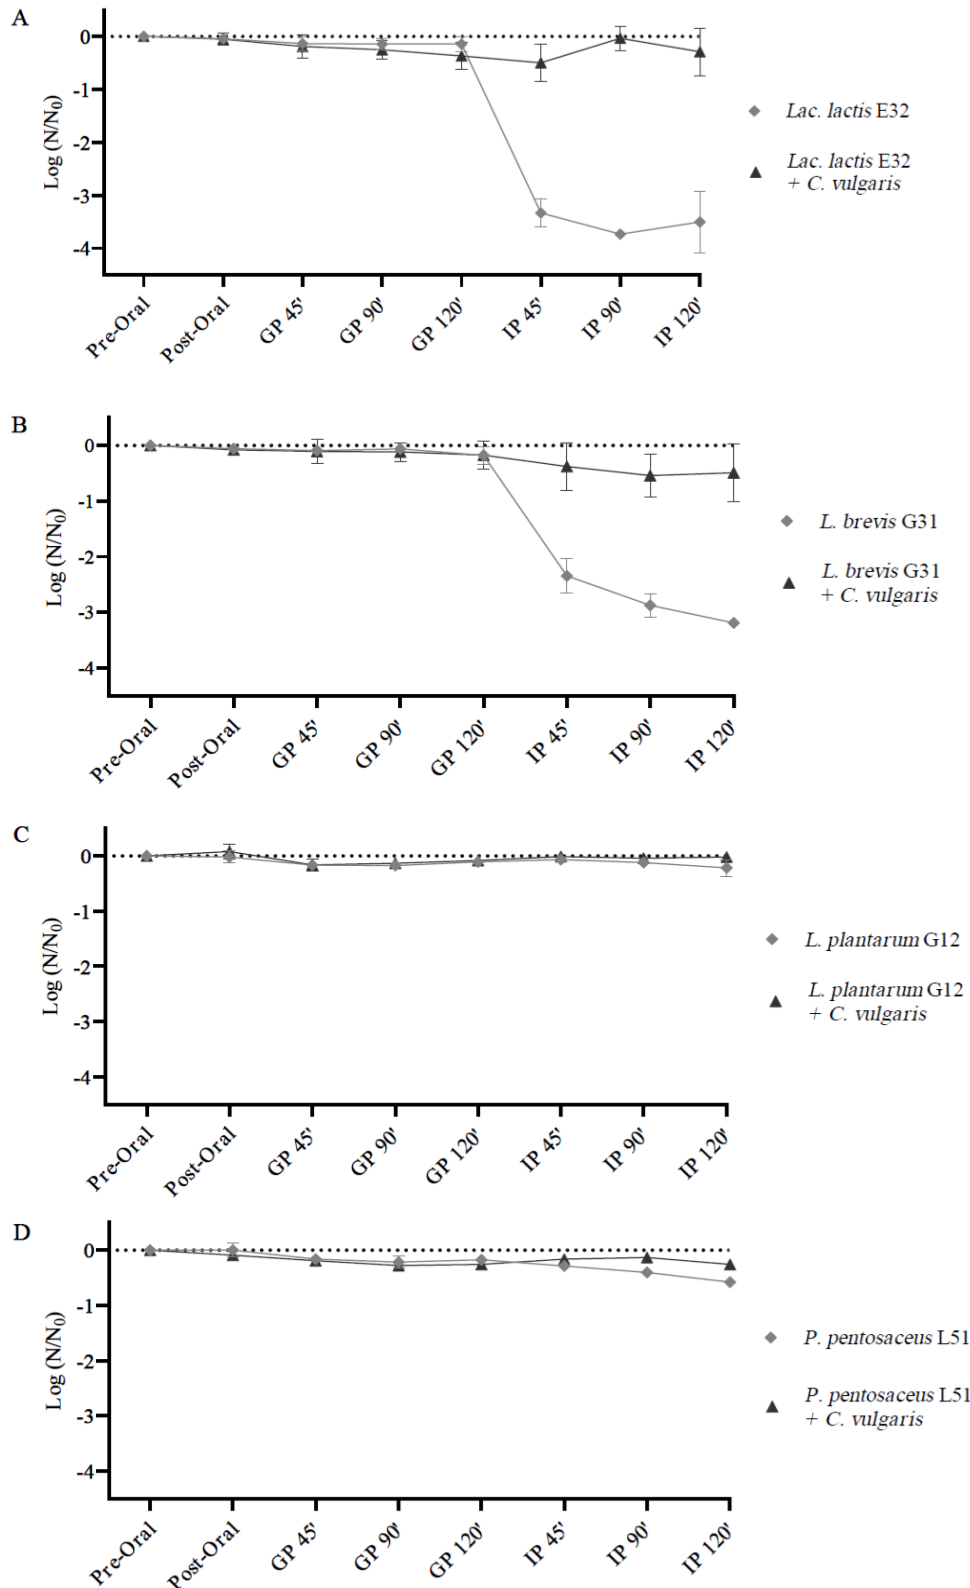 A
0
-1
-2
-3
-4
Log (N/N₀)
Pre-Oral
Post-Oral
GP 45'
GP 90'
GP 120'
IP 45'
IP 90'
IP 120'
Lac. lactis E32
Lac. lactis E32
+ C. vulgaris
B
0
-1
-2
-3
-4
Log (N/N₀)
Pre-Oral
Post-Oral
GP 45'
GP 90'
GP 120'
IP 45'
IP 90'
IP 120'
L. brevis G31
L. brevis G31
+ C. vulgaris
C
0
-1
-2
-3
-4
Log (N/N₀)
Pre-Oral
Post-Oral
GP 45'
GP 90'
GP 120'
IP 45'
IP 90'
IP 120'
L. plantarum G12
L. plantarum G12
+ C. vulgaris
D
0
-1
-2
-3
-4
Log (N/N₀)
Pre-Oral
Post-Oral
GP 45'
GP 90'
GP 120'
IP 45'
IP 90'
IP 120'
P. pentosaceus L51
P. pentosaceus L51
+ C. vulgaris